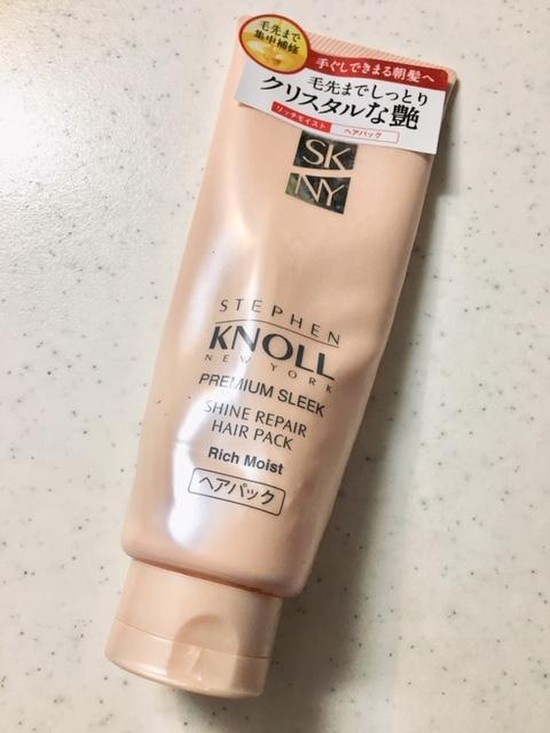 毛先まで
集中補修
手ぐしできまる朝髪へ
毛先までしっとり
クリスタルな艶
リッチモイスト ヘアパック
SK
NY
STEPHEN
KNOLL
NEW YORK
PREMIUM SLEEK
SHINE REPAIR
HAIR PACK
Rich Moist
ヘアパック